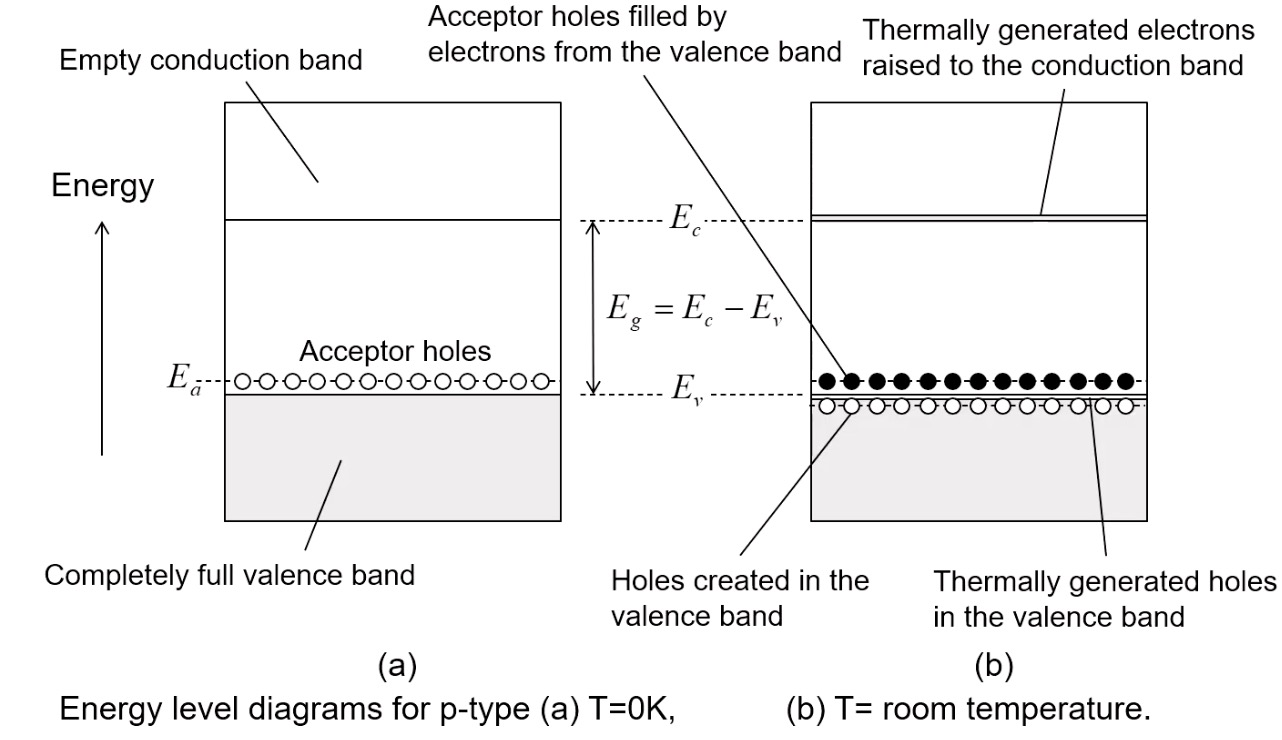 Acceptor holes filled by
electrons from the valence band
Thermally generated electrons
raised to the conduction band
Empty conduction band
Energy
E_c
E_g = E_c − E_v
Acceptor holes
E_a
E_v
Completely full valence band
Holes created in the
valence band
Thermally generated holes
in the valence band
(a)
(b)
Energy level diagrams for p-type (a) T=0K,
(b) T= room temperature.